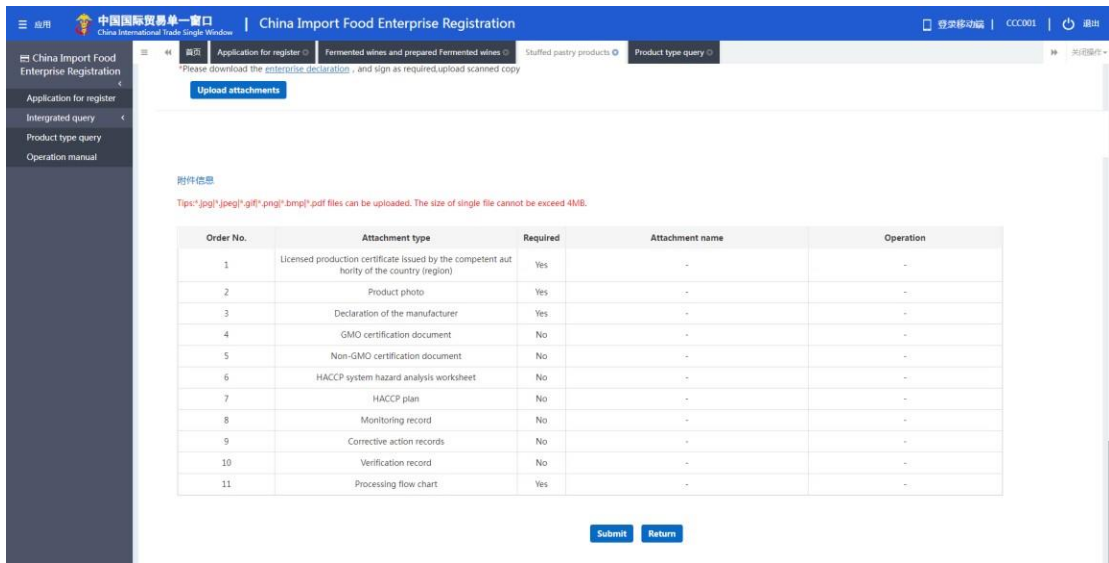 应用
中国国际贸易单一窗口
China International Trade Single Window
China Import Food Enterprise Registration
登录移动端
CCC001
退出
China Import Food
Enterprise Registration
Application for register
Intergrated query
Product type query
Operation manual
首页
Application for register
Fermented wines and prepared Fermented wines
Stuffed pastry products
Product type query
关闭操作
*Please download the enterprise declaration , and sign as required,upload scanned copy
Upload attachments
附件信息
Tips:*.jpg|*.jpeg|*.gif|*.png|*.bmp|*.pdf files can be uploaded. The size of single file cannot be exceed 4MB.
Order No. Attachment type Required Attachment name Operation
1 Licensed production certificate issued by the competent aut Yes - -
hority of the country (region)
2 Product photo Yes - -
3 Declaration of the manufacturer Yes - -
4 GMO certification document No - -
5 Non-GMO certification document No - -
6 HACCP system hazard analysis worksheet No - -
7 HACCP plan No - -
8 Monitoring record No - -
9 Corrective action records No - -
10 Verification record No - -
11 Processing flow chart Yes - -
Submit Return